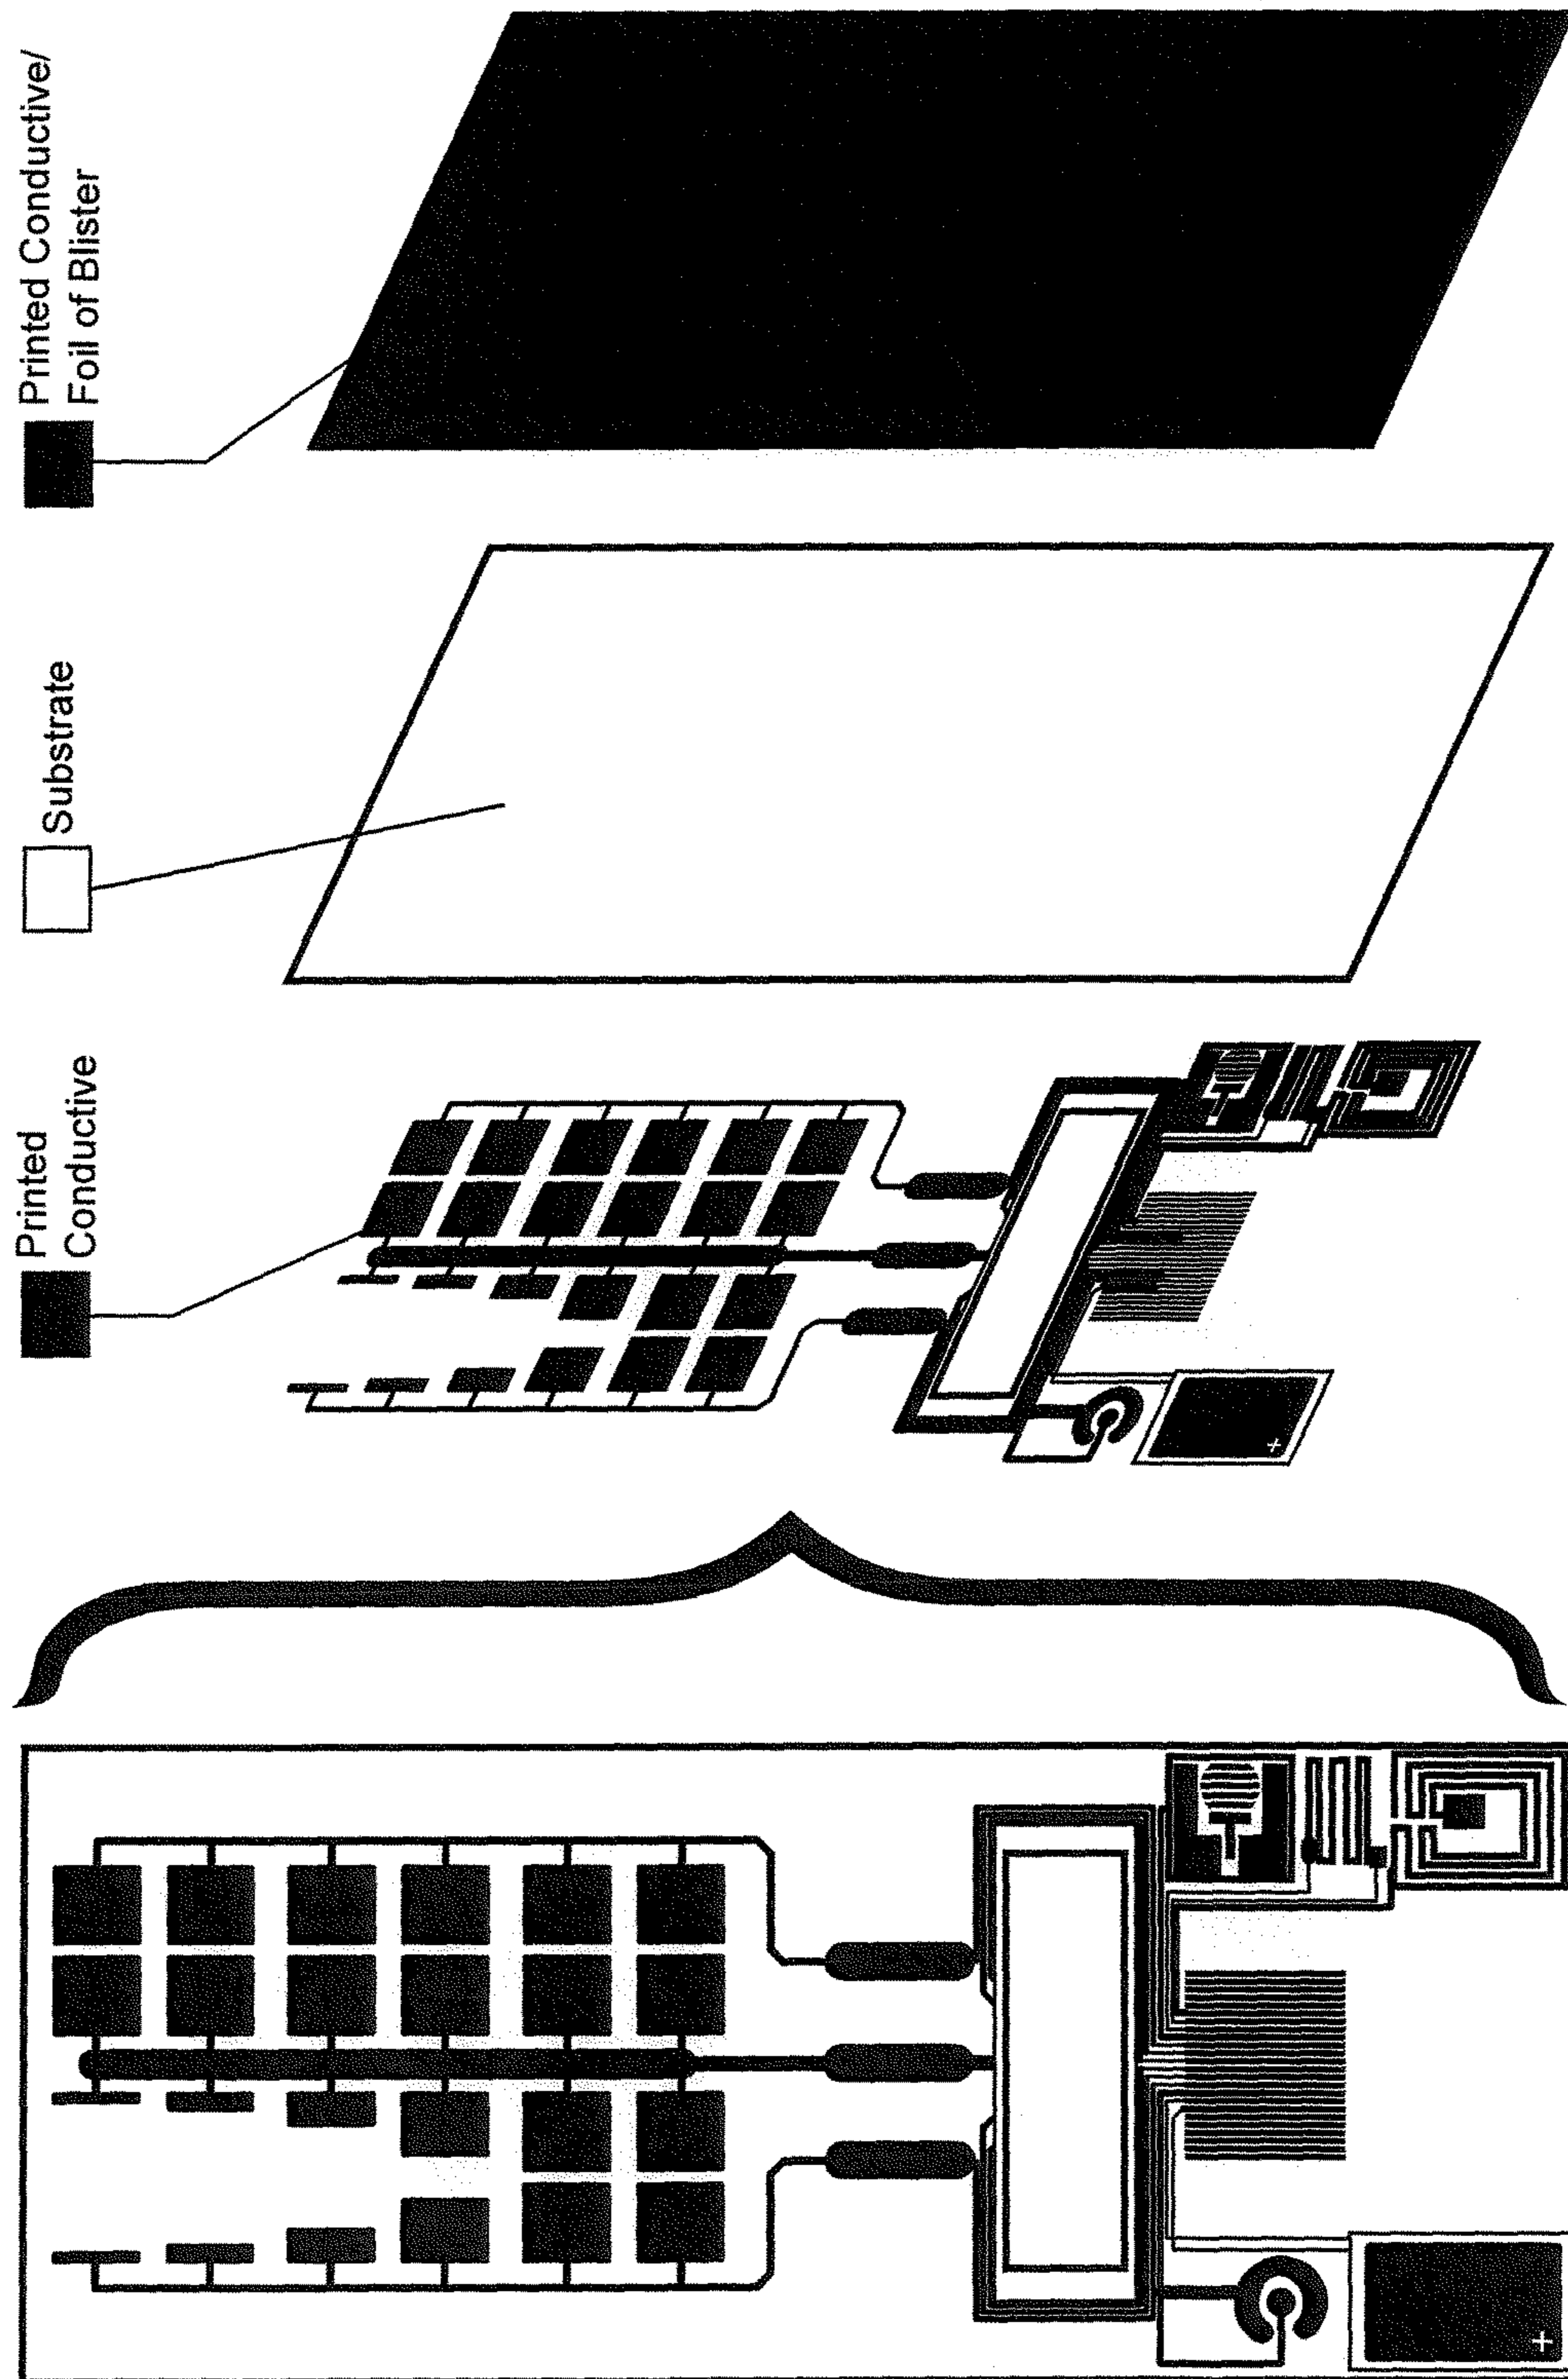 Printed Conductive/
Foil of Blister
Substrate
Printed
Conductive
+
+